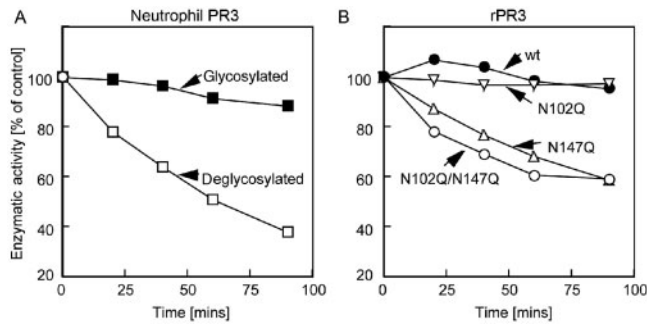 A Neutrophil PR3
Enzymatic activity [% of control]
100
80
60
40
20
Glycosylated
Deglycosylated
0 25 50 75 100
Time [mins]
B rPR3
100
80
60
40
20
wt
N102Q
N147Q
N102Q/N147Q
0 25 50 75 100
Time [mins]